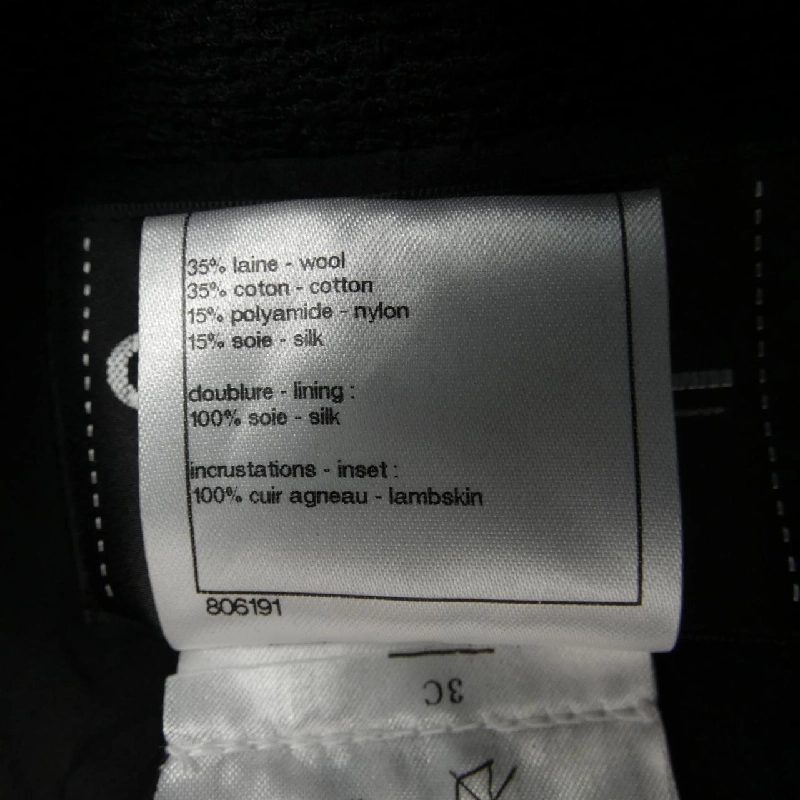 35% laine - wool
35% coton - cotton
15% polyamide - nylon
15% soie - silk
doublure - lining :
100% soie - silk
incrustations - inset :
100% cuir agneau - lambskin
806191
3C